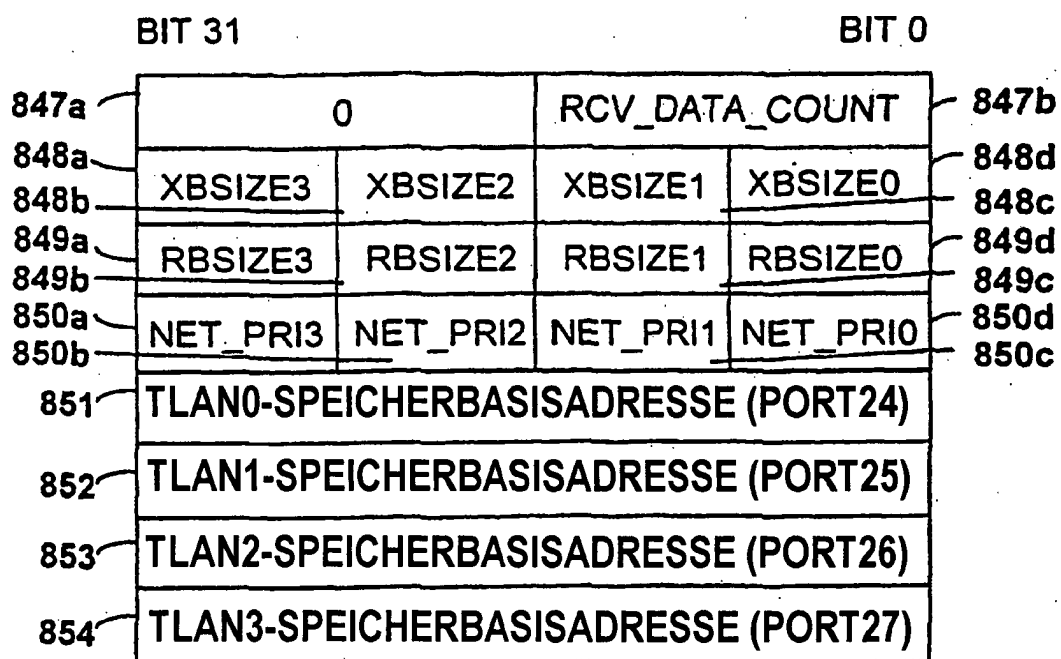 BIT 31 BIT 0
847a 0 RCV_DATA_COUNT 847b
848a XBSIZE3 XBSIZE2 XBSIZE1 XBSIZE0 848d
848b 848c
849a RBSIZE3 RBSIZE2 RBSIZE1 RBSIZE0 849d
849b 849c
850a NET_PRI3 NET_PRI2 NET_PRI1 NET_PRI0 850d
850b 850c
851 TLAN0-SPEICHERBASISADRESSE (PORT24)
852 TLAN1-SPEICHERBASISADRESSE (PORT25)
853 TLAN2-SPEICHERBASISADRESSE (PORT26)
854 TLAN3-SPEICHERBASISADRESSE (PORT27)